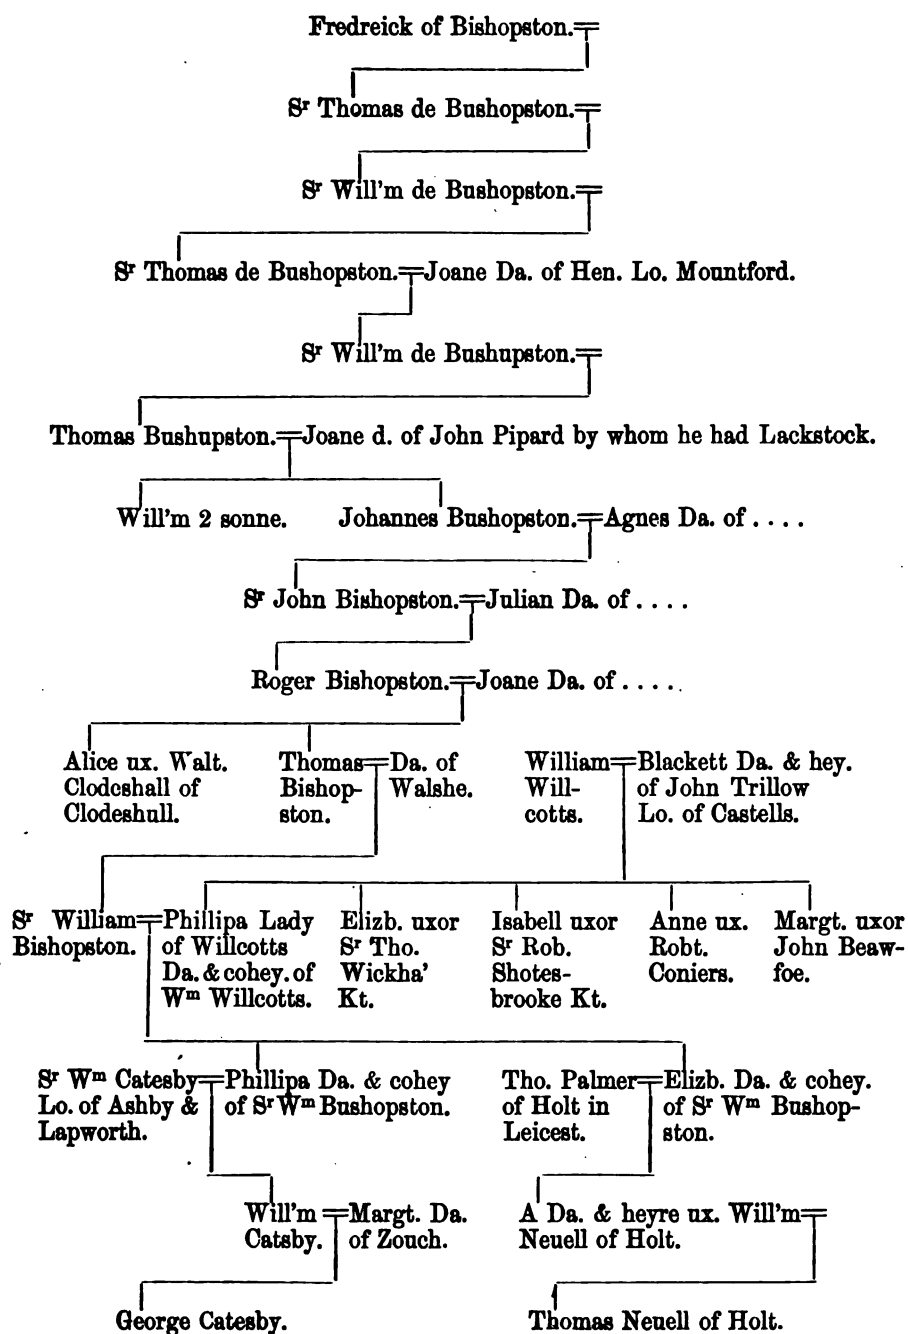 Fredreick of Bishopston.
Sr Thomas de Bushopston.
Sr Will'm de Bushopston.
Sr Thomas de Bushopston. Joane Da. of Hen. Lo. Mountford.
Sr Will'm de Bushupston.
Thomas Bushupston. Joane d. of John Pipard by whom he had Lackstock.
Will'm 2 sonne. Johannes Bushopston. Agnes Da. of . . . .
Sr John Bishopston. Julian Da. of . . . .
Roger Bishopston. Joane Da. of . . . .
Alice ux. Walt.
Clodeshall of
Clodeshull.
Thomas
Bishop-
ston.
Da. of
Walshe.
William
Will-
cotts.
Blackett Da. & hey.
of John Trillow
Lo. of Castells.
Sr William
Bishopston.
Phillipa Lady
of Willcotts
Da. & cohey. of
Wm Willcotts.
Elizb. uxor
Sr Tho.
Wickha'
Kt.
Isabell uxor
Sr Rob.
Shotes-
brooke Kt.
Anne ux.
Robt.
Coniers.
Margt. uxor
John Beaw-
foe.
Sr Wm Catesby
Lo. of Ashby &
Lapworth.
Phillipa Da. & cohey
of Sr Wm Bushopston.
Tho. Palmer
of Holt in
Leicest.
Elizb. Da. & cohey.
of Sr Wm Bushop-
ston.
Will'm
Catsby.
Margt. Da.
of Zouch.
A Da. & heyre ux. Will'm
Neuell of Holt.
George Catesby.
Thomas Neuell of Holt.